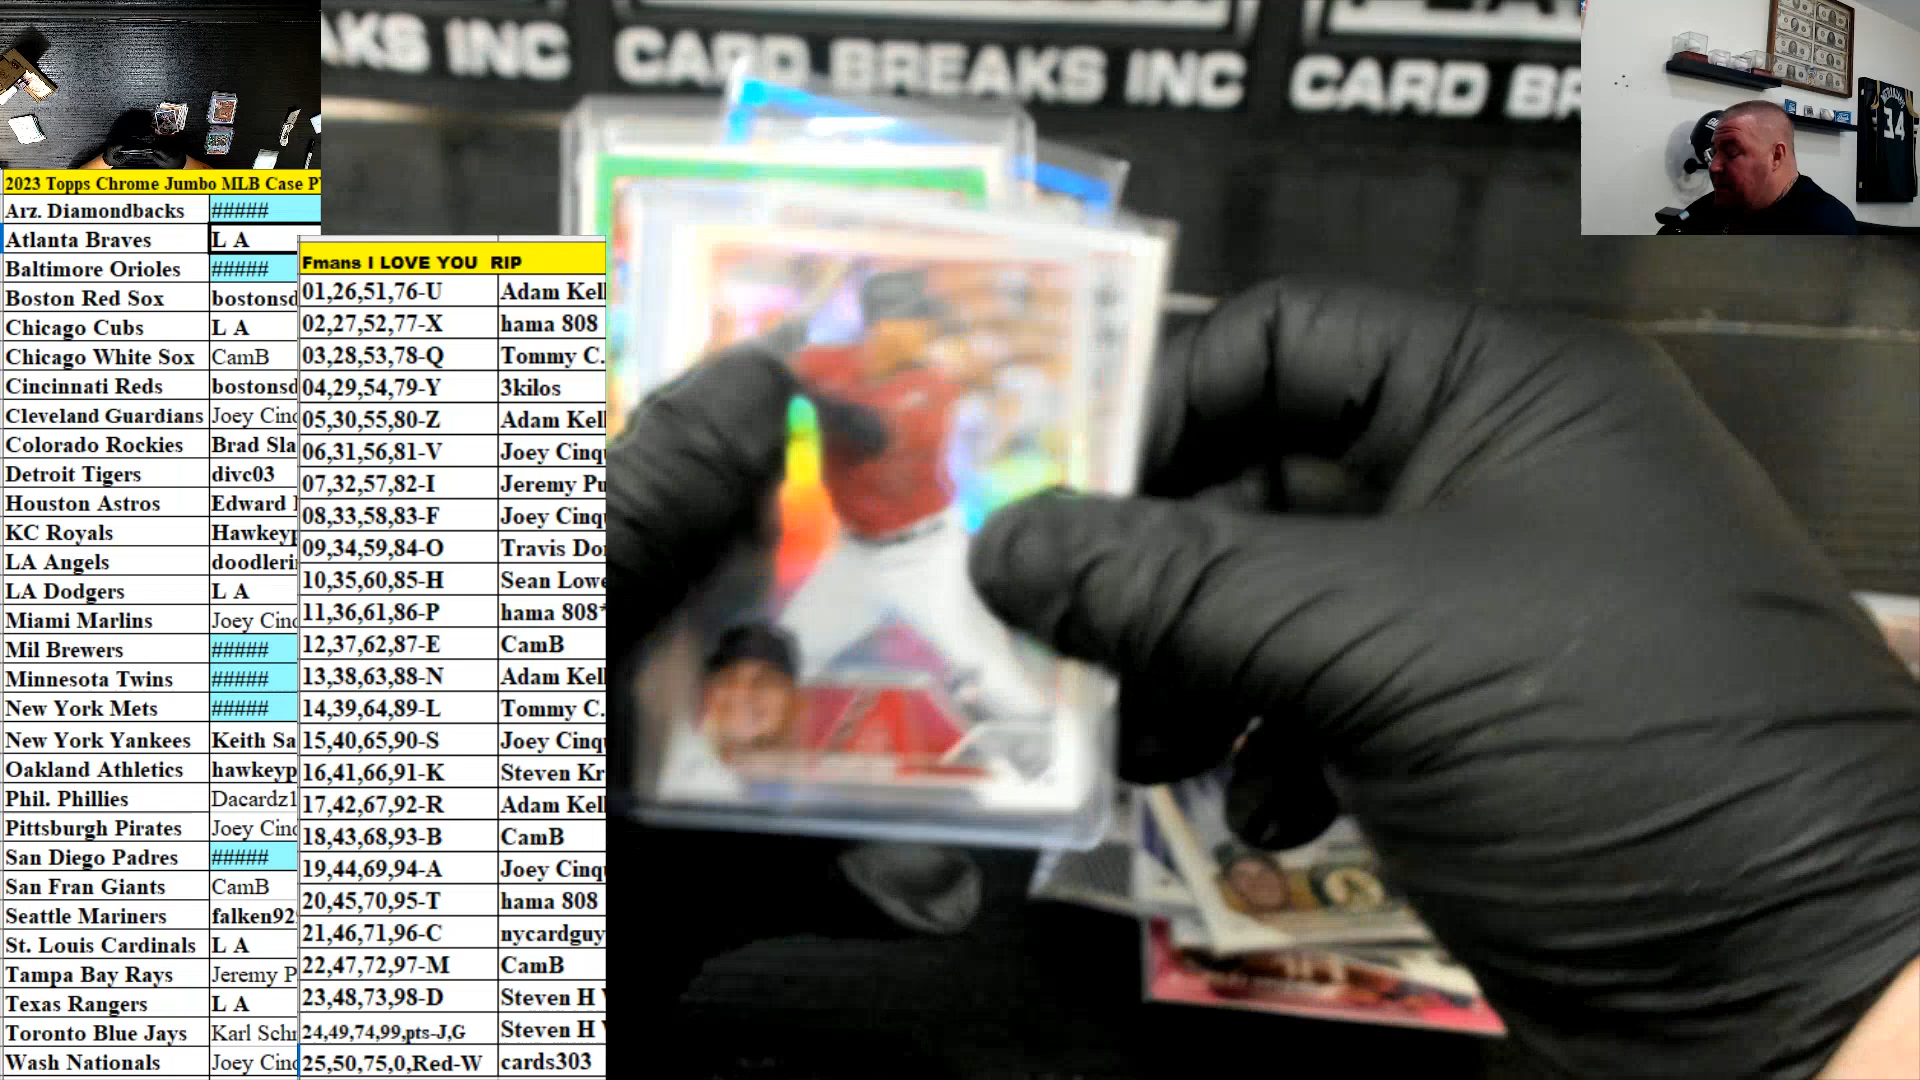 AKS INC CARD BREAKS INC CARD BR
34
2023 Topps Chrome Jumbo MLB Case P
Arz. Diamondbacks #####
Atlanta Braves L A
Baltimore Orioles #####
Boston Red Sox bostonsd
Chicago Cubs L A
Chicago White Sox CamB
Cincinnati Reds bostonsd
Cleveland Guardians Joey Cinq
Colorado Rockies Brad Sla
Detroit Tigers divc03
Houston Astros Edward
KC Royals Hawkeyp
LA Angels doodleri
LA Dodgers L A
Miami Marlins Joey Cinq
Mil Brewers #####
Minnesota Twins #####
New York Mets #####
New York Yankees Keith Sa
Oakland Athletics hawkeyp
Phil. Phillies Dacardz1
Pittsburgh Pirates Joey Cinq
San Diego Padres #####
San Fran Giants CamB
Seattle Mariners falken92
St. Louis Cardinals L A
Tampa Bay Rays Jeremy P
Texas Rangers L A
Toronto Blue Jays Karl Schr
Wash Nationals Joey Cinq
Fmans I LOVE YOU RIP
01,26,51,76-U Adam Kell
02,27,52,77-X hama 808
03,28,53,78-Q Tommy C.
04,29,54,79-Y 3kilos
05,30,55,80-Z Adam Kell
06,31,56,81-V Joey Cinqu
07,32,57,82-I Jeremy Pu
08,33,58,83-F Joey Cinqu
09,34,59,84-O Travis Do
10,35,60,85-H Sean Lowe
11,36,61,86-P hama 808*
12,37,62,87-E CamB
13,38,63,88-N Adam Kell
14,39,64,89-L Tommy C.
15,40,65,90-S Joey Cinqu
16,41,66,91-K Steven Kr
17,42,67,92-R Adam Kell
18,43,68,93-B CamB
19,44,69,94-A Joey Cinqu
20,45,70,95-T hama 808
21,46,71,96-C nycardguy
22,47,72,97-M CamB
23,48,73,98-D Steven H
24,49,74,99,pts-J,G Steven H
25,50,75,0,Red-W cards303